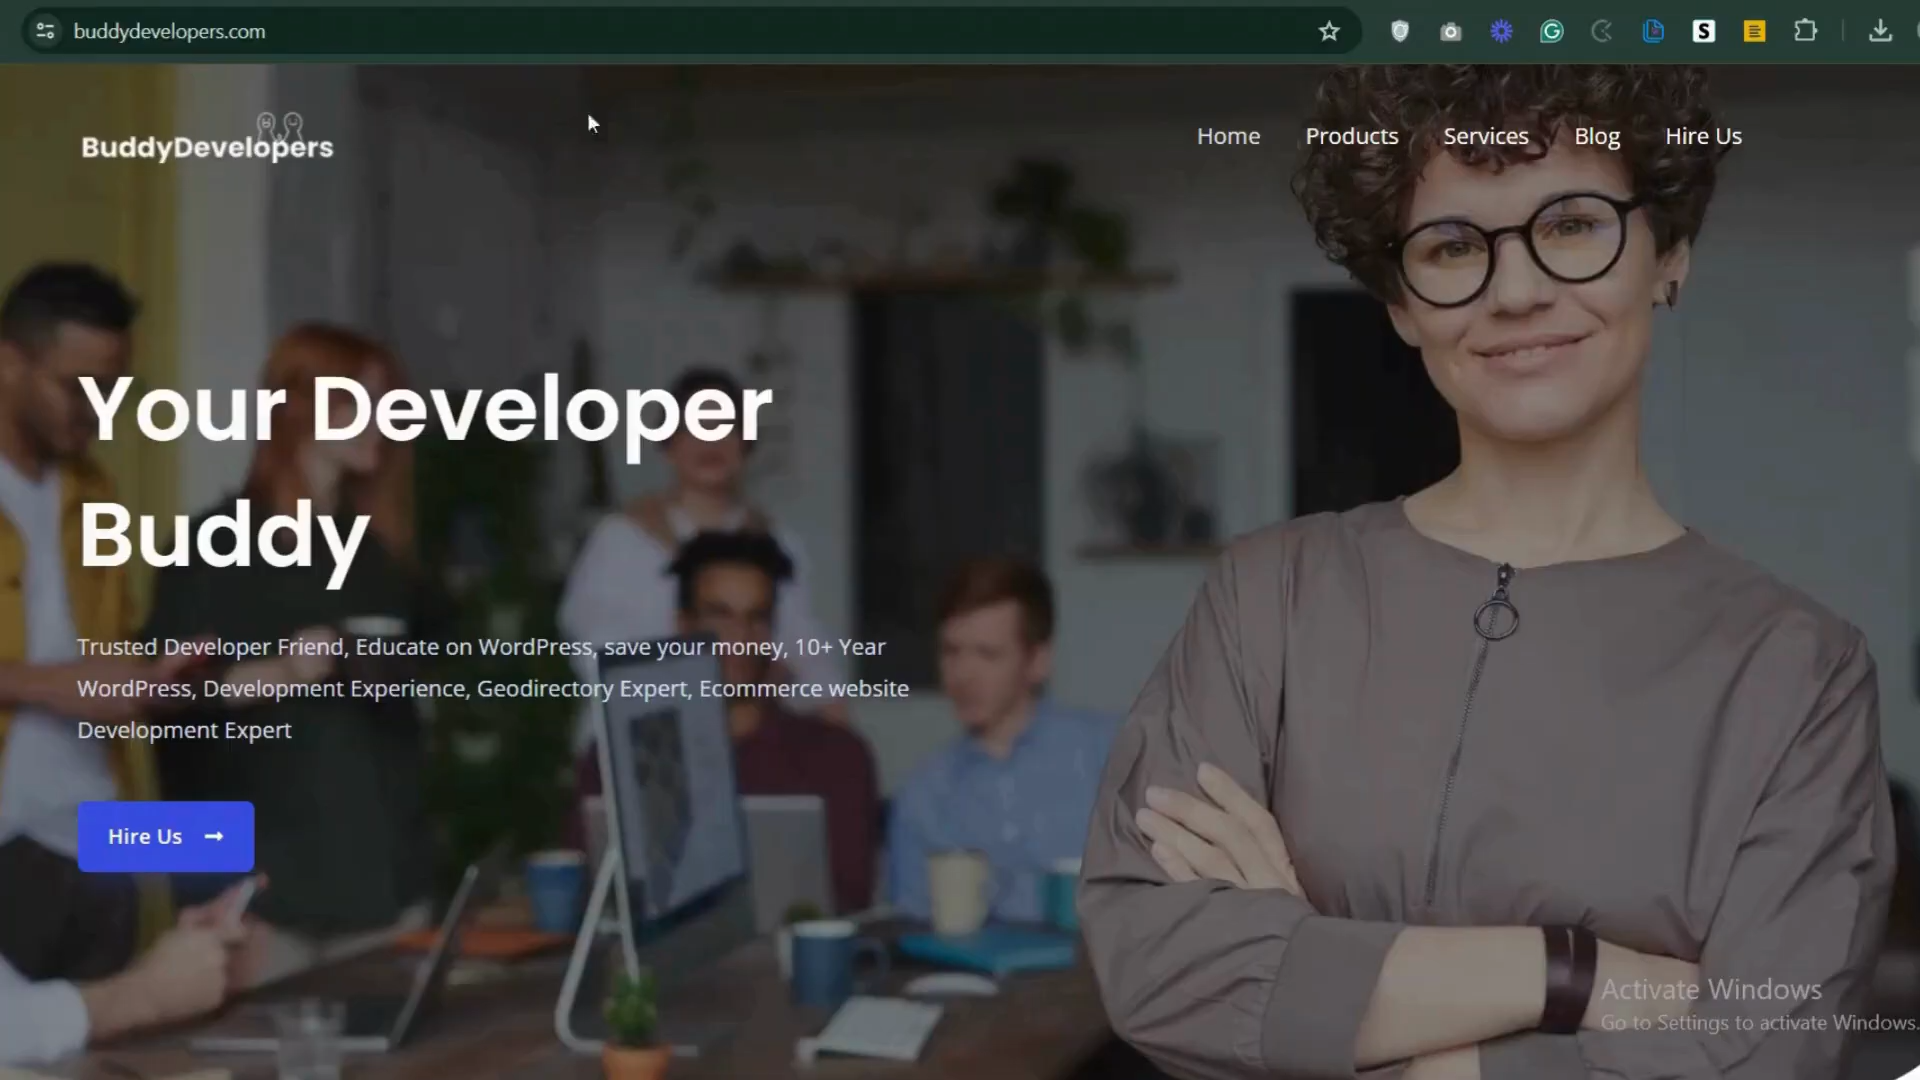 buddydevelopers.com
BuddyDevelopers
Home Products Services Blog Hire Us
Your Developer
Buddy
Trusted Developer Friend, Educate on WordPress, save your money, 10+ Year
WordPress, Development Experience, Geodirectory Expert, Ecommerce website
Development Expert
Hire Us
Activate Windows
Go to Settings to activate Windows.